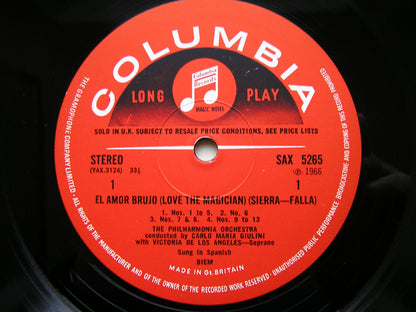 COLUMBIA
LONG PLAY
Columbia
Records
MAGIC NOTES
SOLD IN U.K. SUBJECT TO RESALE PRICE CONDITIONS, SEE PRICE LISTS
STEREO SAX 5265
(YAX.3124) 33⅓ ℗ 1966
1 1
EL AMOR BRUJO (LOVE THE MAGICIAN) (SIERRA—FALLA)
1. Nos. 1 to 5, 2. No. 6
3. Nos. 7 & 8, 4. Nos. 9 to 13
THE PHILHARMONIA ORCHESTRA
conducted by CARLO MARIA GIULINI
with VICTORIA DE LOS ANGELES—Soprano
Sung in Spanish
BIEM
MADE IN Gt. BRITAIN
THE GRAMOPHONE COMPANY LIMITED. ALL RIGHTS OF THE MANUFACTURER AND OF THE OWNER OF THE RECORDED WORK RESERVED. UNAUTHORISED PUBLIC PERFORMANCE, BROADCASTING AND COPYING OF THIS RECORD PROHIBITED